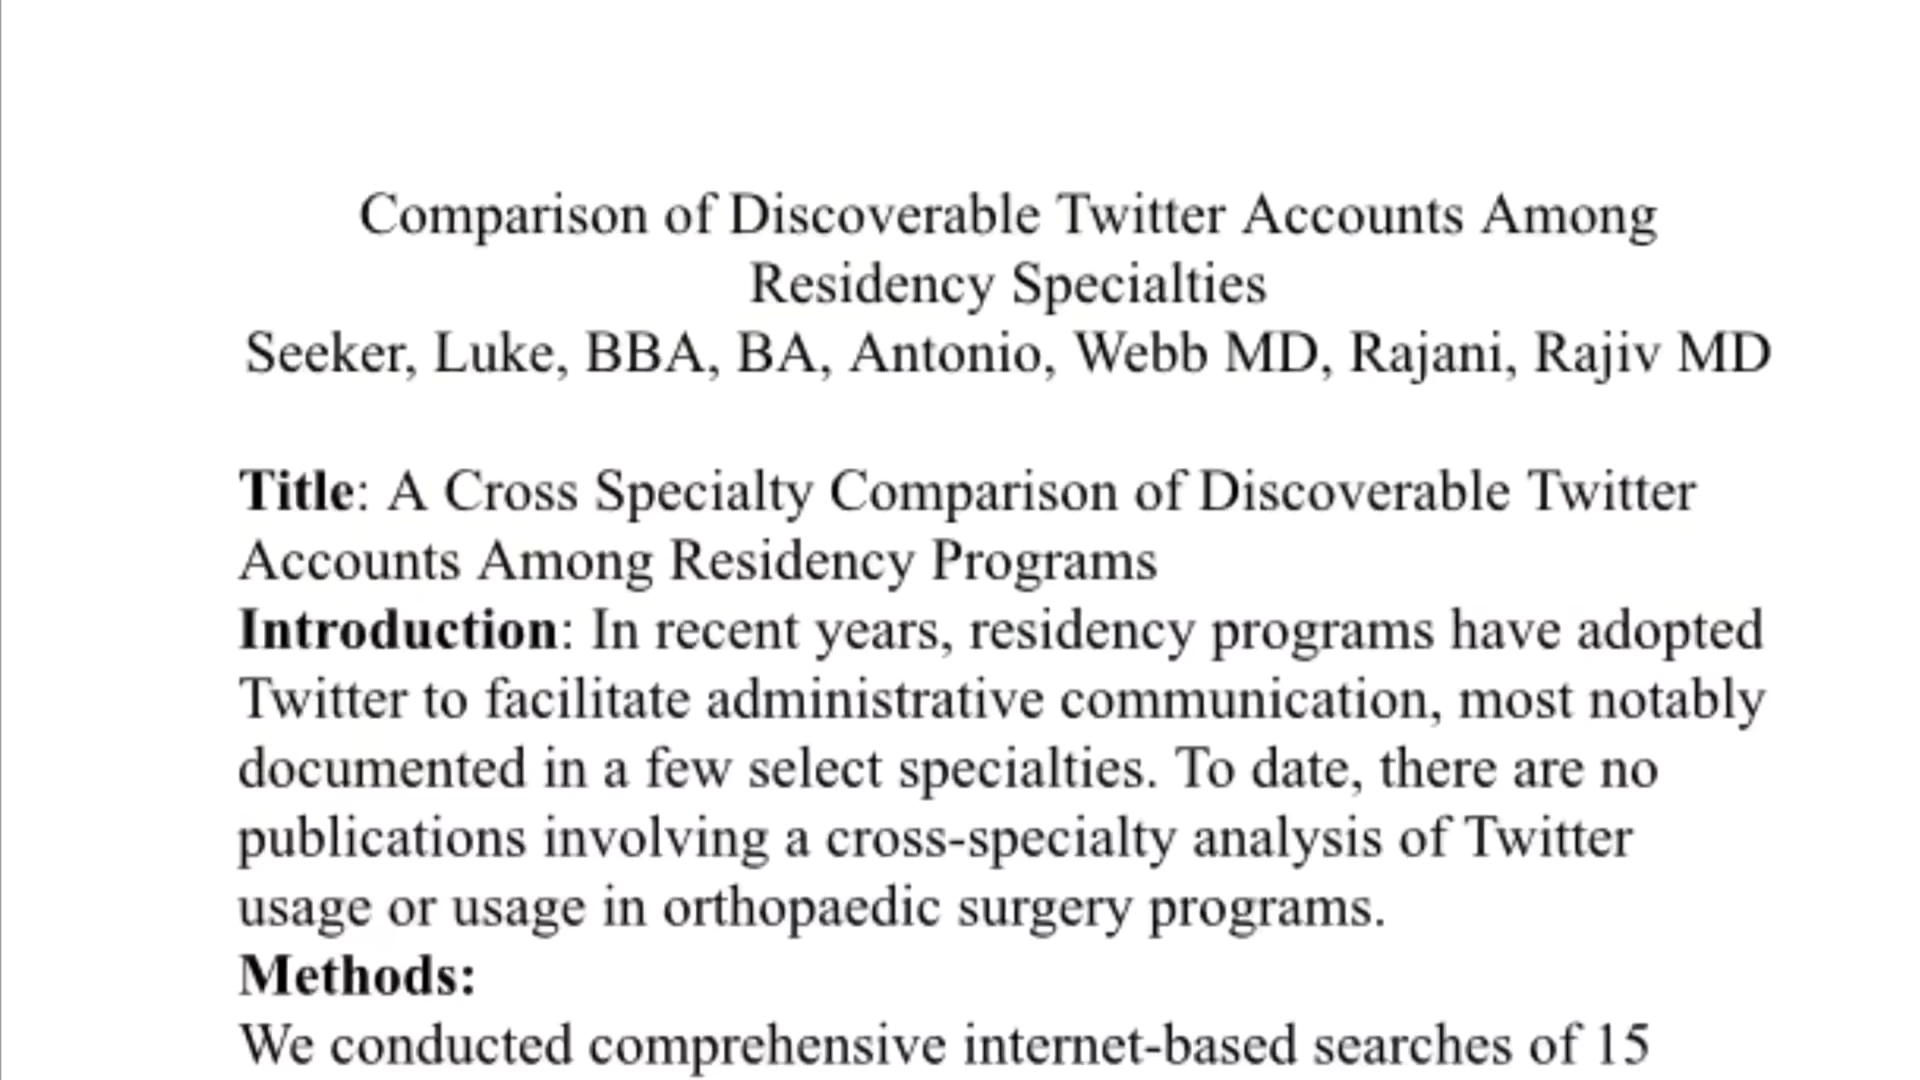 Comparison of Discoverable Twitter Accounts Among
Residency Specialties
Seeker, Luke, BBA, BA, Antonio, Webb MD, Rajani, Rajiv MD
Title: A Cross Specialty Comparison of Discoverable Twitter
Accounts Among Residency Programs
Introduction: In recent years, residency programs have adopted
Twitter to facilitate administrative communication, most notably
documented in a few select specialties. To date, there are no
publications involving a cross-specialty analysis of Twitter
usage or usage in orthopaedic surgery programs.
Methods:
We conducted comprehensive internet-based searches of 15